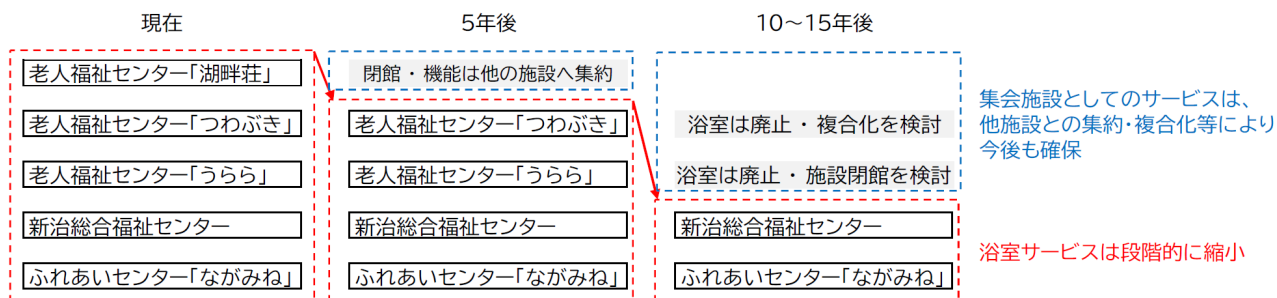 現在
5年後
10～15年後
老人福祉センター「湖畔荘」
閉館・機能は他の施設へ集約
老人福祉センター「つわぶき」
老人福祉センター「つわぶき」
浴室は廃止・複合化を検討
老人福祉センター「うらら」
老人福祉センター「うらら」
浴室は廃止・施設閉館を検討
新治総合福祉センター
新治総合福祉センター
新治総合福祉センター
ふれあいセンター「ながみね」
ふれあいセンター「ながみね」
ふれあいセンター「ながみね」
集会施設としてのサービスは、
他施設との集約・複合化等により
今後も確保
浴室サービスは段階的に縮小